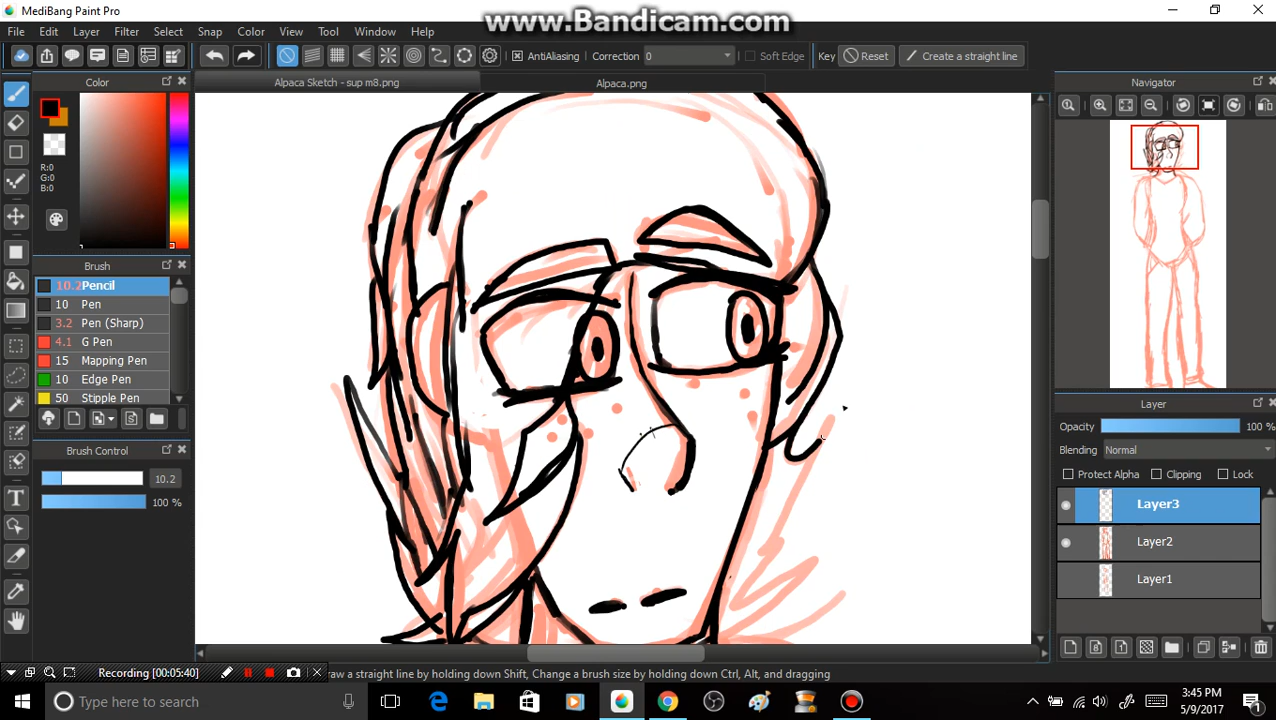 MediBang Paint Pro
www.Bandicam.com
File Edit Layer Filter Select Snap Color View Tool Window Help
AntiAliasing Correction 0 Soft Edge Key Reset Create a straight line
Color
Alpaca Sketch - sup m8.png
Alpaca.png
Navigator
R:0
G:0
B:0
Brush
10.2 Pencil
10 Pen
3.2 Pen (Sharp)
4.1 G Pen
15 Mapping Pen
10 Edge Pen
50 Stipple Pen
Brush Control
10.2
100 %
Layer
Opacity 100 %
Blending Normal
Protect Alpha Clipping Lock
Layer3
Layer2
Layer1
Recording [00:05:40]
raw a straight line by holding down Shift, Change a brush size by holding down Ctrl, Alt, and dragging
Type here to search
3:45 PM
5/9/2017